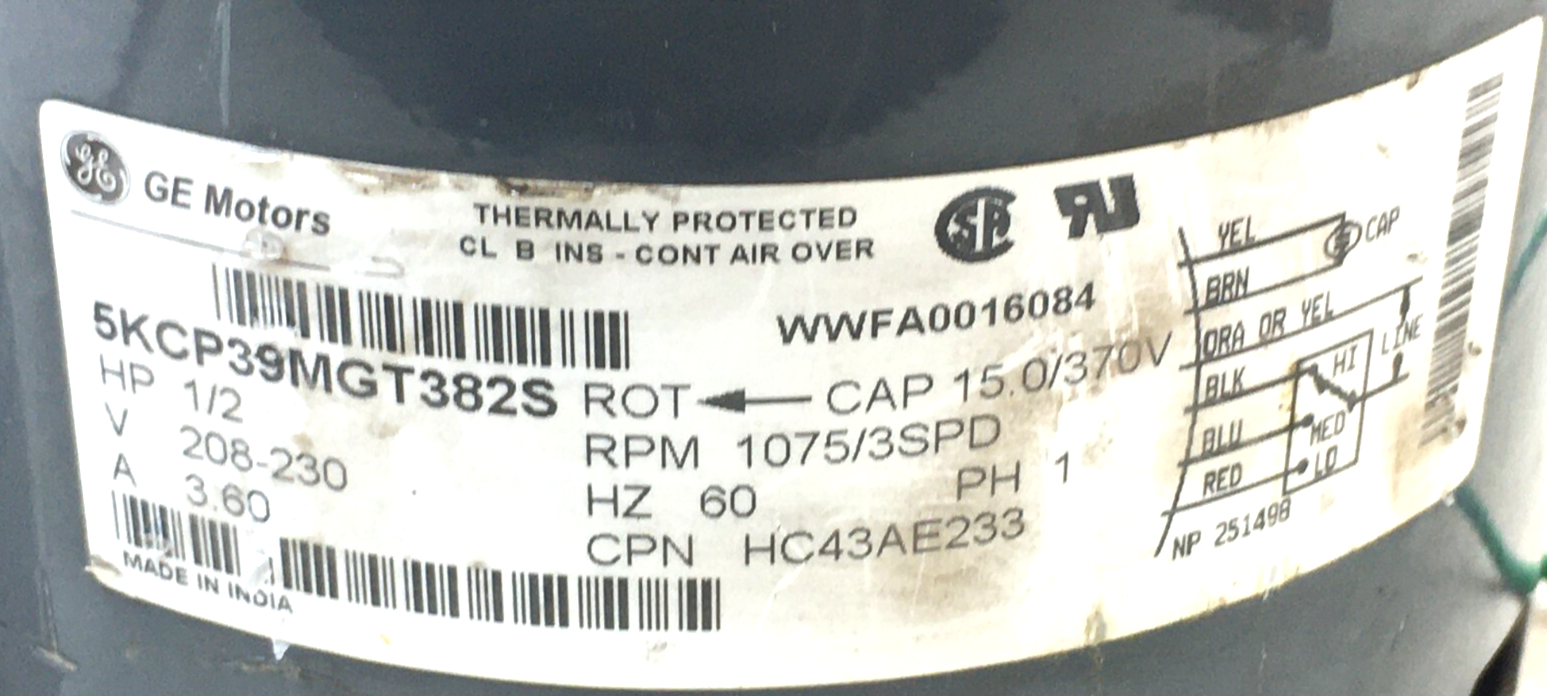 GE GE Motors
THERMALLY PROTECTED
CL B INS - CONT AIR OVER
5KCP39MGT382S
WWFA0016084
HP 1/2
V 208-230
A 3.60
ROT CAP 15.0/370V
RPM 1075/3SPD
HZ 60 PH 1
CPN HC43AE233
MADE IN INDIA
YEL CAP
BRN
ORA OR YEL LINE
BLK HI
BLU MED
RED LO
NP 251498